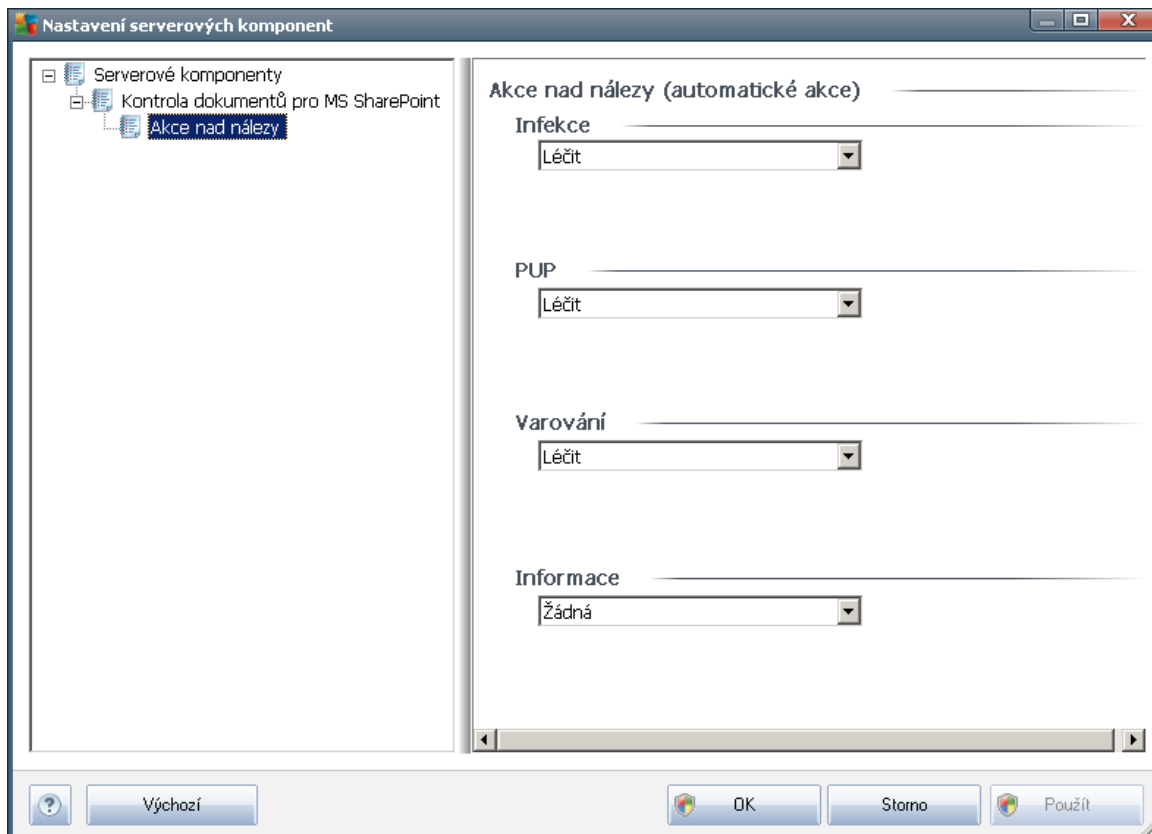 Nastavení serverových komponent
Serverové komponenty
Kontrola dokumentů pro MS SharePoint
Akce nad nálezy
Akce nad nálezy (automatické akce)
Infekce
Léčit
PUP
Léčit
Varování
Léčit
Informace
Žádná
?
Výchozí
OK
Storno
Použít